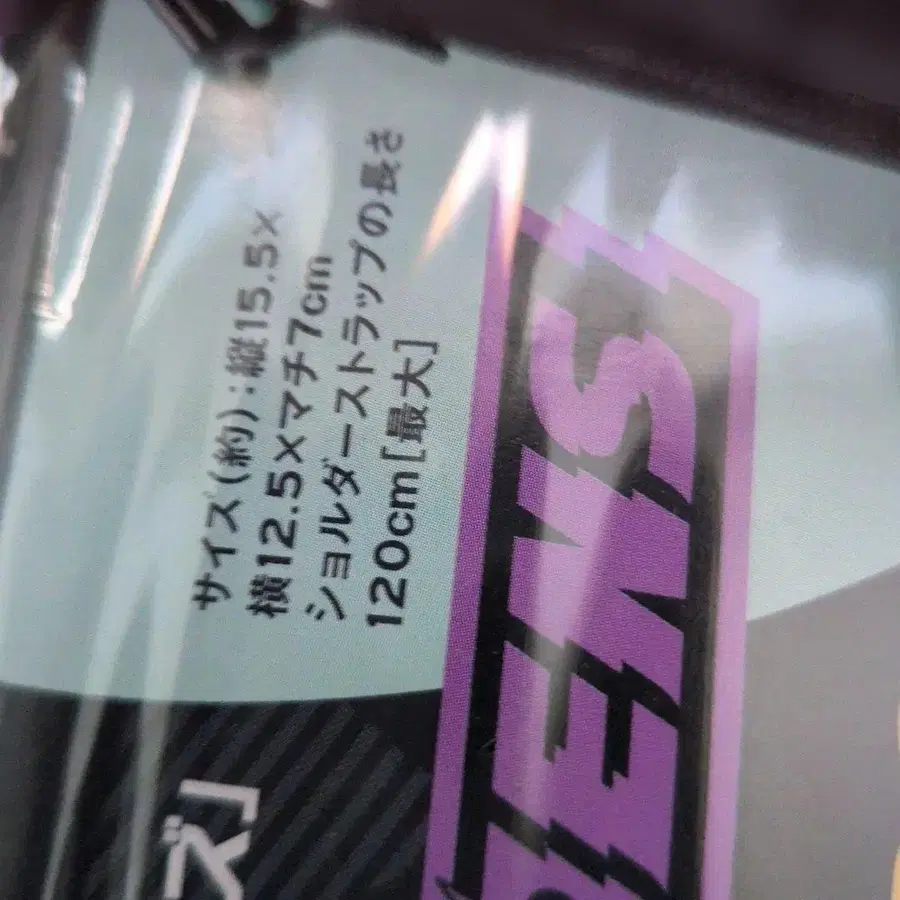 サイズ(約):縦15.5×
横12.5×マチ7cm
ショルダーストラップの長さ
120cm[最大]
ズ」